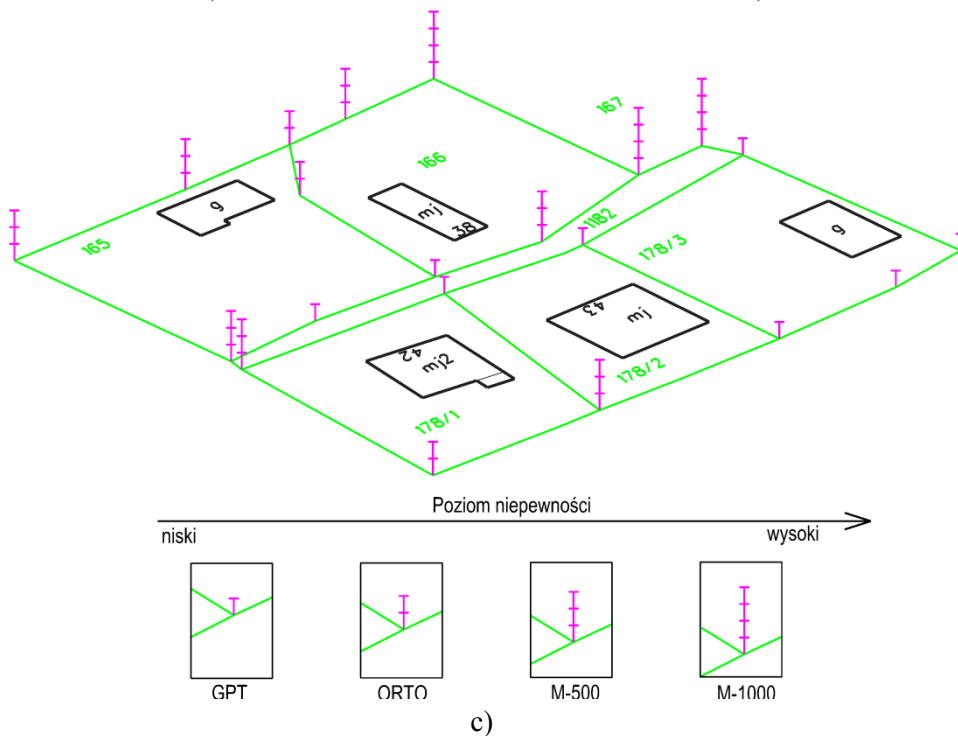 167
166
g
mj
38
165
1182
178/3
g
43
mj
42
mj2
178/2
178/1
Poziom niepewności
niski
wysoki
GPT
ORTO
M-500
M-1000
c)